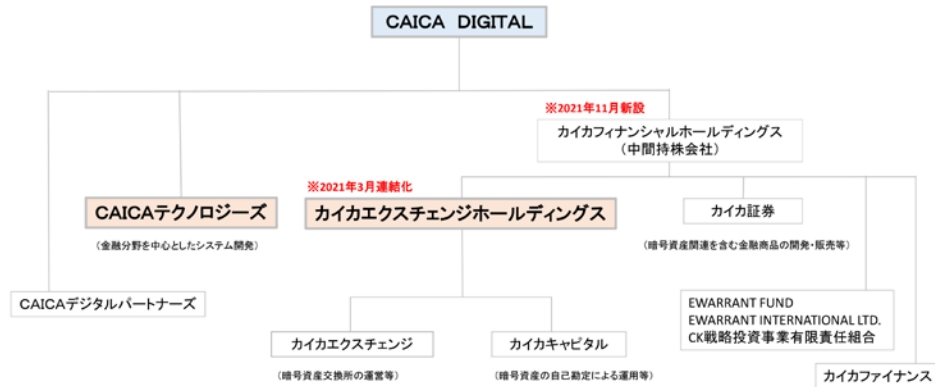 CAICA DIGITAL
※2021年11月新設
カイカフィナンシャルホールディングス
（中間持株会社）
※2021年3月連結化
CAICAテクノロジーズ
カイカエクスチェンジホールディングス
カイカ証券
（金融分野を中心としたシステム開発）
（暗号資産関連を含む金融商品の開発・販売等）
CAICAデジタルパートナーズ
EWARRANT FUND
EWARRANT INTERNATIONAL LTD.
CK戦略投資事業有限責任組合
カイカエクスチェンジ
カイカキャピタル
（暗号資産交換所の運営等）
（暗号資産の自己勘定による運用等）
カイカファイナンス